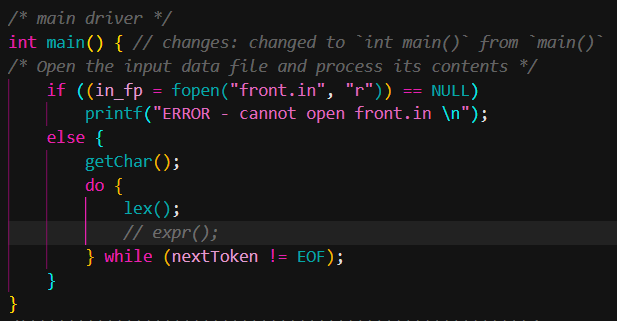 /* main driver */
int main() { // changes: changed to `int main()` from `main()`
/* Open the input data file and process its contents */
    if ((in_fp = fopen("front.in", "r")) == NULL)
        printf("ERROR - cannot open front.in \n");
    else {
        getChar();
        do {
            lex();
            // expr();
        } while (nextToken != EOF);
    }
}